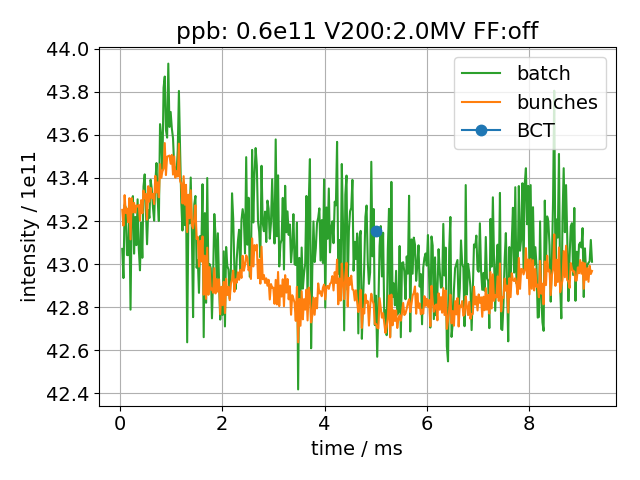 ppb: 0.6e11 V200:2.0MV FF:off
44.0
43.8
43.6
43.4
43.2
43.0
42.8
42.6
42.4
intensity / 1e11
batch
bunches
BCT
0 2 4 6 8
time / ms